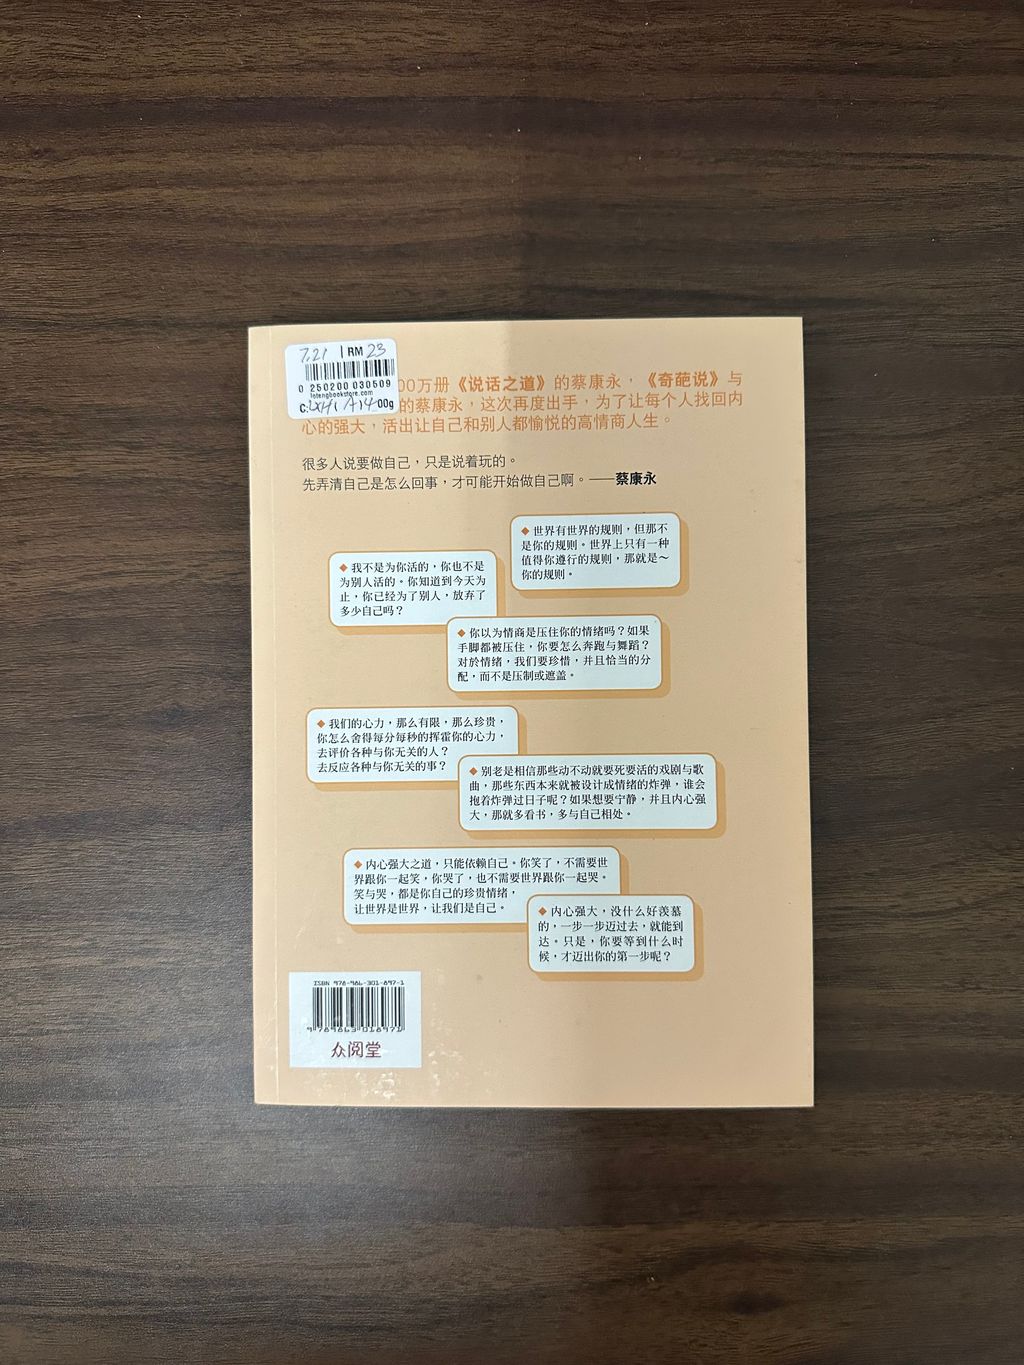 7.21 | RM 23
0 250200 030509
lotengbookstore.com
C: 2XH1 A14 00g
00万册《说话之道》的蔡康永，《奇葩说》与
的蔡康永，这次再度出手，为了让每个人找回内
心的强大，活出让自己和别人都愉悦的高情商人生。
很多人说要做自己，只是说着玩的。
先弄清自己是怎么回事，才可能开始做自己啊。——蔡康永
◆ 世界有世界的规则，但那不
是你的规则。世界上只有一种
值得你遵行的规则，那就是～
你的规则。
◆ 我不是为你活的，你也不是
为别人活的。你知道到今天为
止，你已经为了别人，放弃了
多少自己吗？
◆ 你以为情商是压住你的情绪吗？如果
手脚都被压住，你要怎么奔跑与舞蹈？
对於情绪，我们要珍惜，并且恰当的分
配，而不是压制或遮盖。
◆ 我们的心力，那么有限，那么珍贵，
你怎么舍得每分每秒的挥霍你的心力，
去评价各种与你无关的人？
去反应各种与你无关的事？
◆ 别老是相信那些动不动就要死要活的戏剧与歌
曲，那些东西本来就被设计成情绪的炸弹，谁会
抱着炸弹过日子呢？如果想要宁静，并且内心强
大，那就多看书，多与自己相处。
◆ 内心强大之道，只能依赖自己。你笑了，不需要世
界跟你一起笑，你哭了，也不需要世界跟你一起哭。
笑与哭，都是你自己的珍贵情绪，
让世界是世界，让我们是自己。
◆ 内心强大，没什么好羡慕
的，一步一步迈过去，就能到
达。只是，你要等到什么时
候，才迈出你的第一步呢？
ISBN 978-986-301-897-1
9 789863 018971
众阅堂